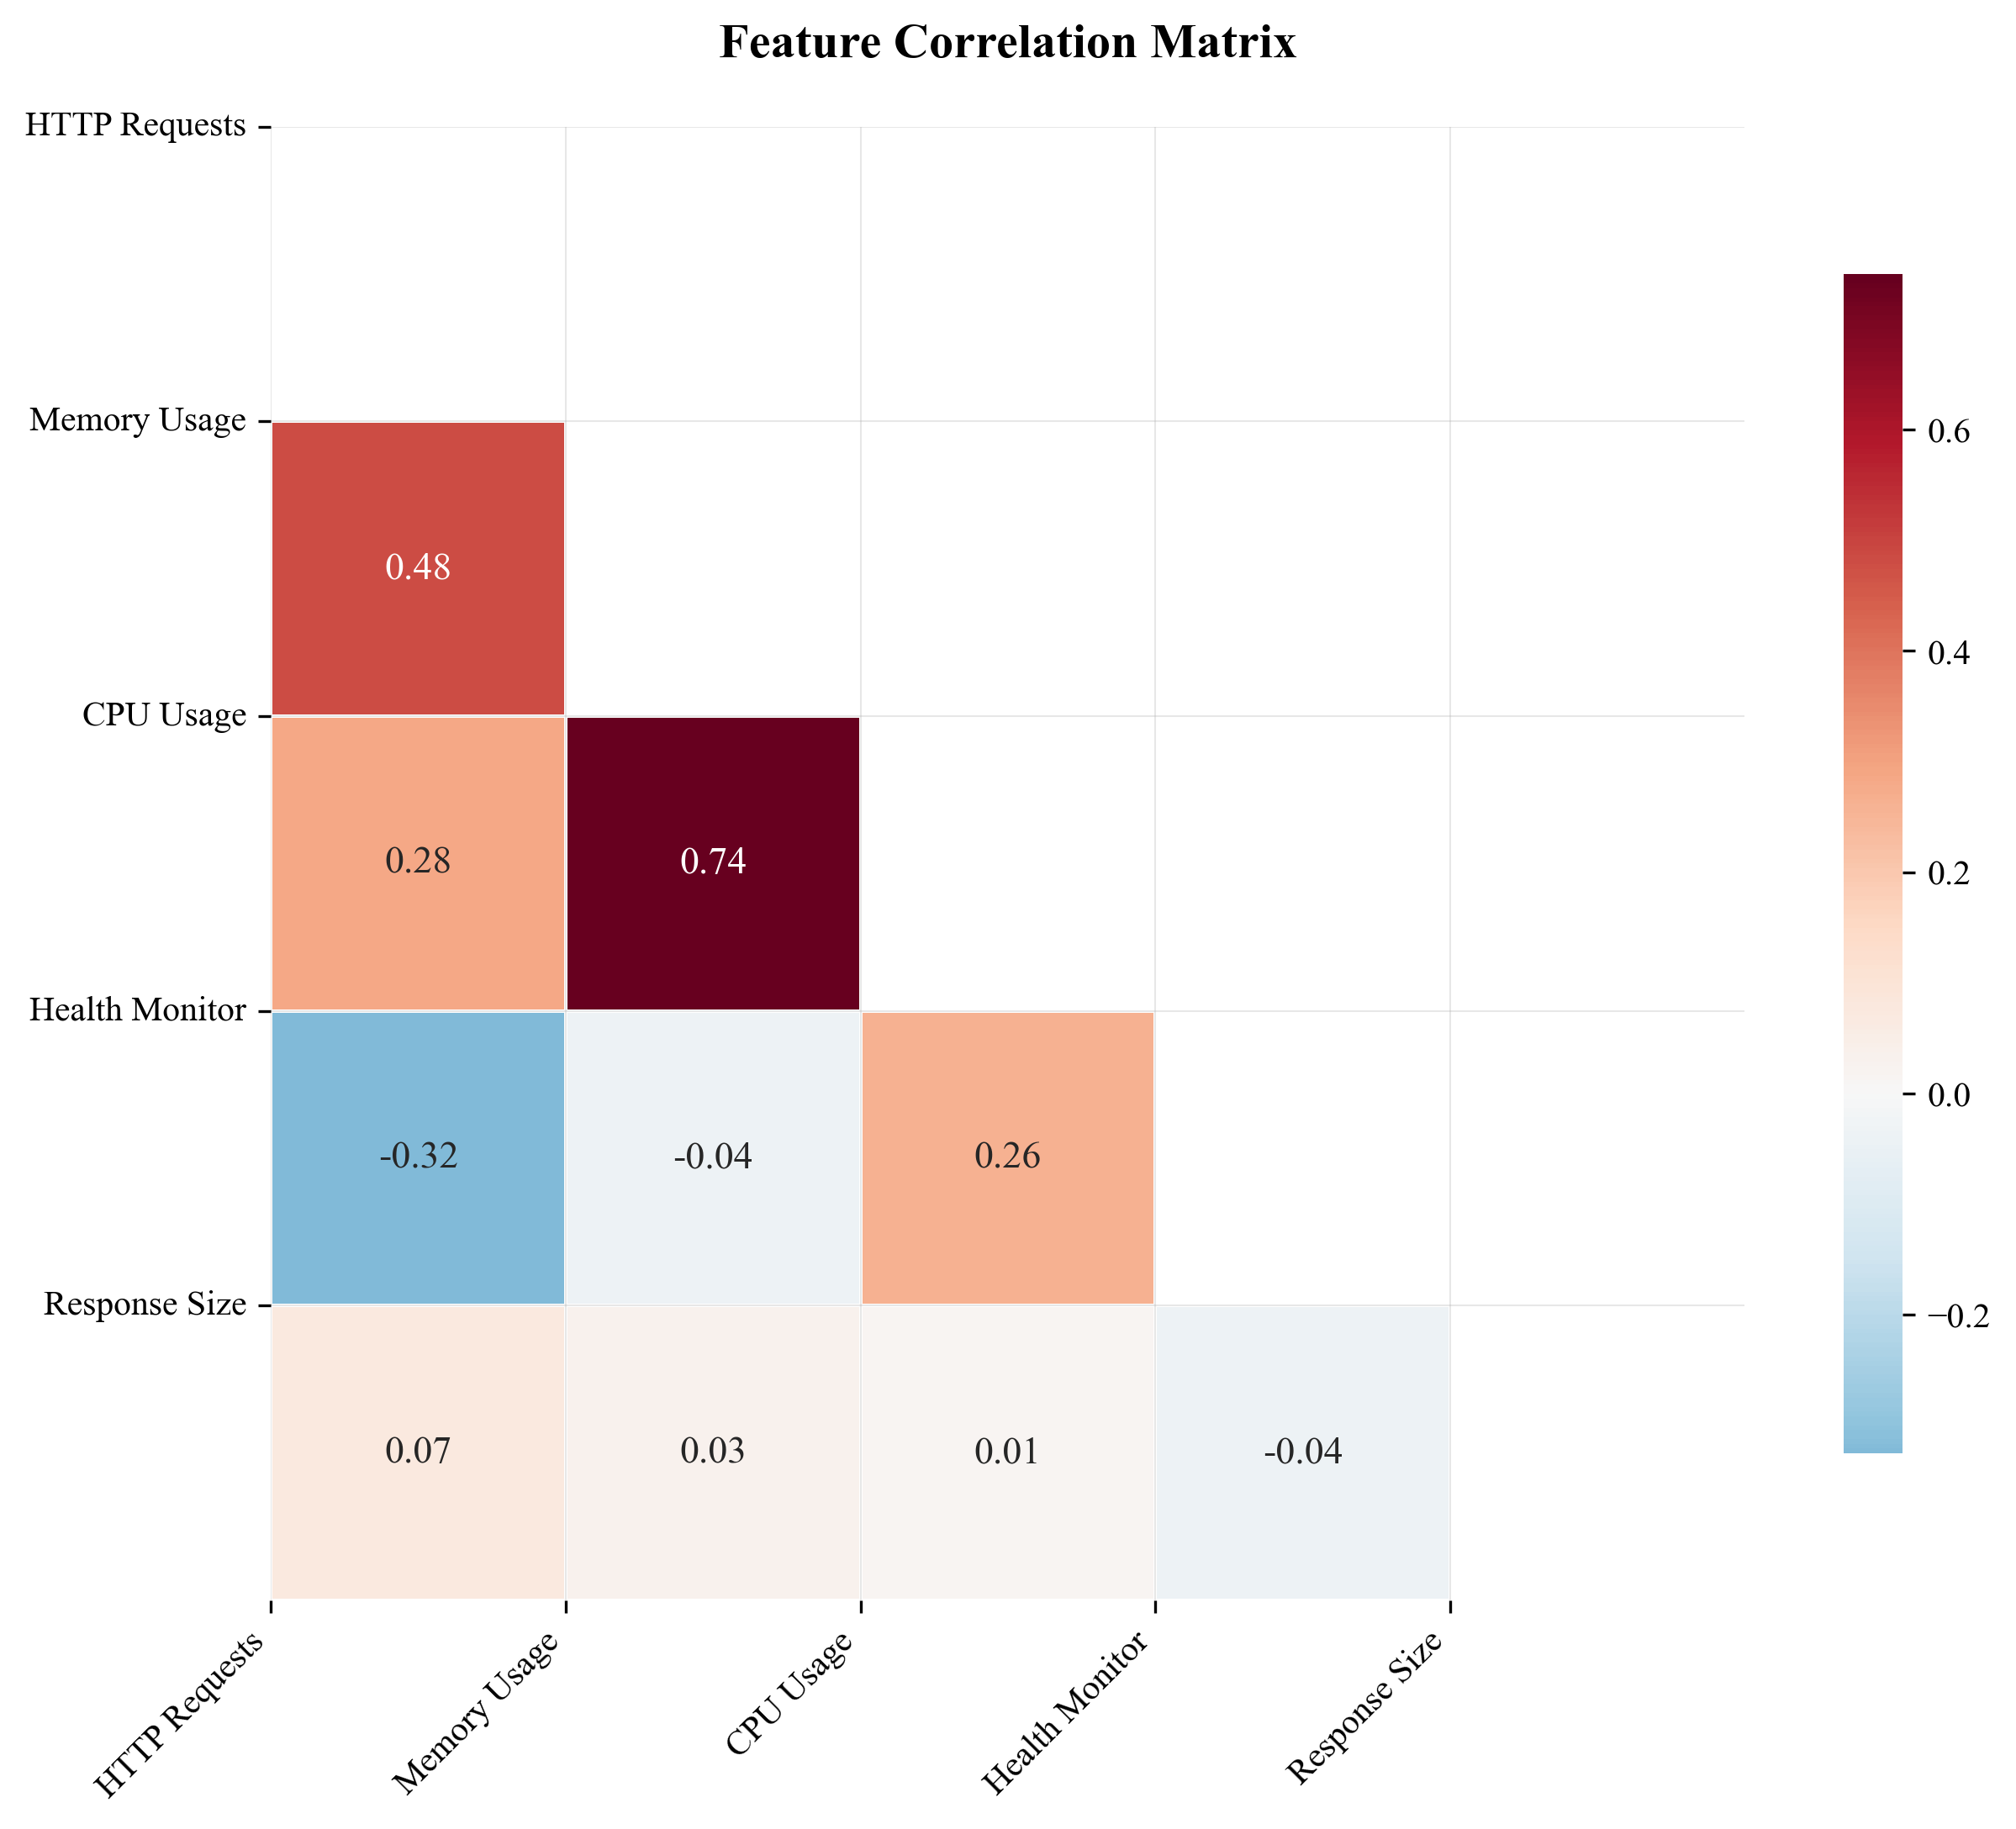 Feature Correlation Matrix
HTTP Requests
Memory Usage
0.48
CPU Usage
0.28 0.74
Health Monitor
-0.32 -0.04 0.26
Response Size
0.07 0.03 0.01 -0.04
HTTP Requests
Memory Usage
CPU Usage
Health Monitor
Response Size
0.6
0.4
0.2
0.0
−0.2